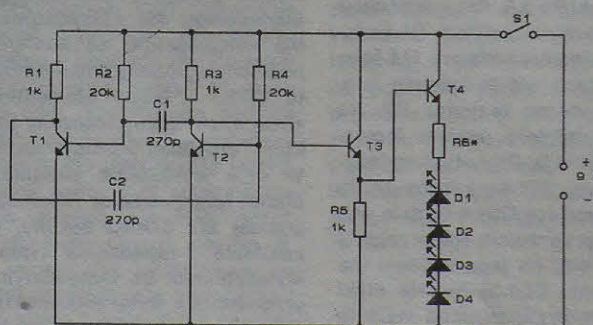 S1
R1
1k
R2
20k
R3
1k
R4
20k
C1
270p
T1
T2
T3
T4
R6*
C2
270p
R5
1k
D1
D2
D3
D4
+
9
-